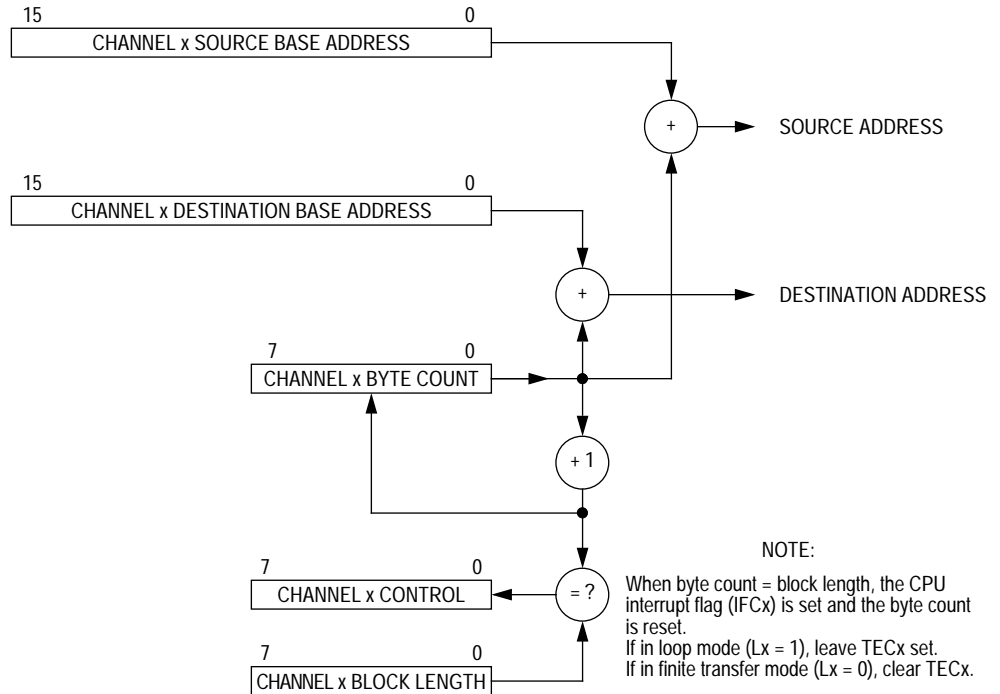 15 0
CHANNEL x SOURCE BASE ADDRESS
+ SOURCE ADDRESS
15 0
CHANNEL x DESTINATION BASE ADDRESS
+ DESTINATION ADDRESS
7 0
CHANNEL x BYTE COUNT
+ 1
7 0
CHANNEL x CONTROL
= ?
7 0
CHANNEL x BLOCK LENGTH
NOTE:
When byte count = block length, the CPU
interrupt flag (IFCx) is set and the byte count
is reset.
If in loop mode (Lx = 1), leave TECx set.
If in finite transfer mode (Lx = 0), clear TECx.